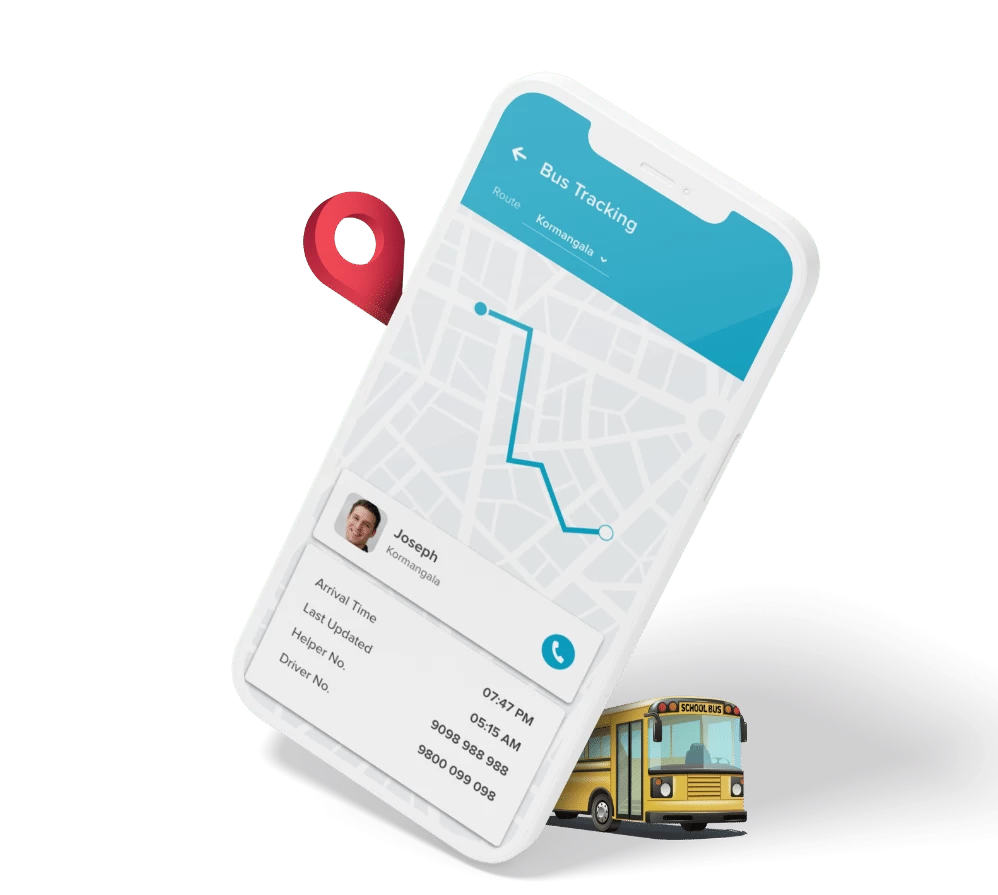 Bus Tracking
Route
Kormangala
Joseph
Kormangala
Arrival Time 07:47 PM
Last Updated 05:15 AM
Helper No. 9098 988 988
Driver No. 9800 099 098
SCHOOL BUS